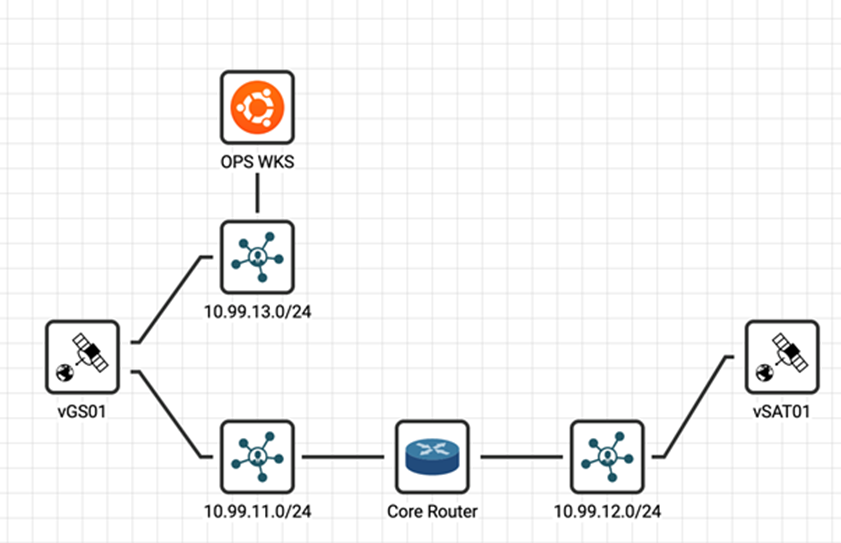 OPS WKS
10.99.13.0/24
vGS01
vSAT01
10.99.11.0/24
Core Router
10.99.12.0/24